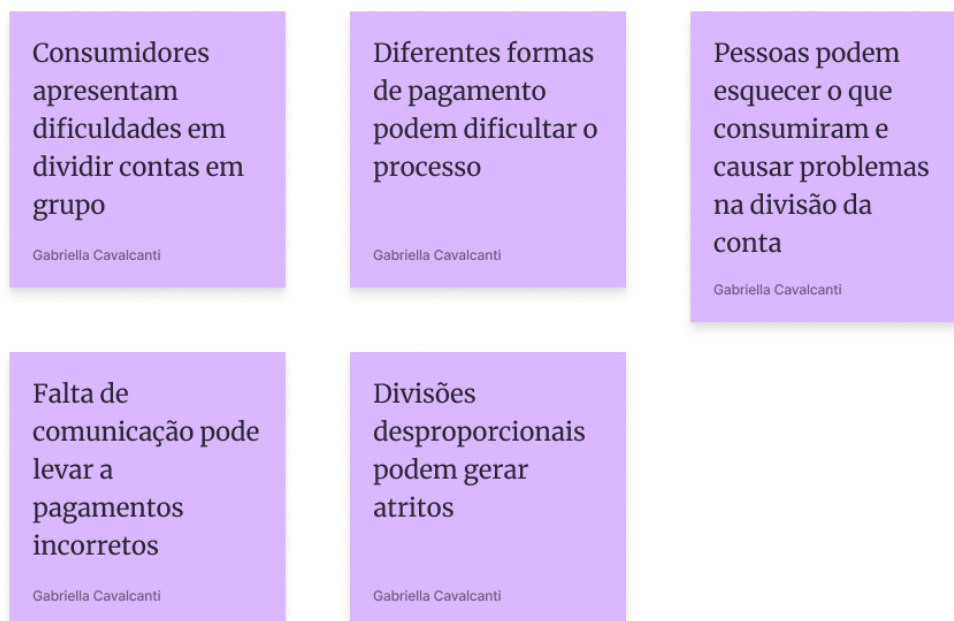 Consumidores
apresentam
dificuldades em
dividir contas em
grupo
Gabriella Cavalcanti
Diferentes formas
de pagamento
podem dificultar o
processo
Gabriella Cavalcanti
Pessoas podem
esquecer o que
consumiram e
causar problemas
na divisão da
conta
Gabriella Cavalcanti
Falta de
comunicação pode
levar a
pagamentos
incorretos
Gabriella Cavalcanti
Divisões
desproporcionais
podem gerar
atritos
Gabriella Cavalcanti